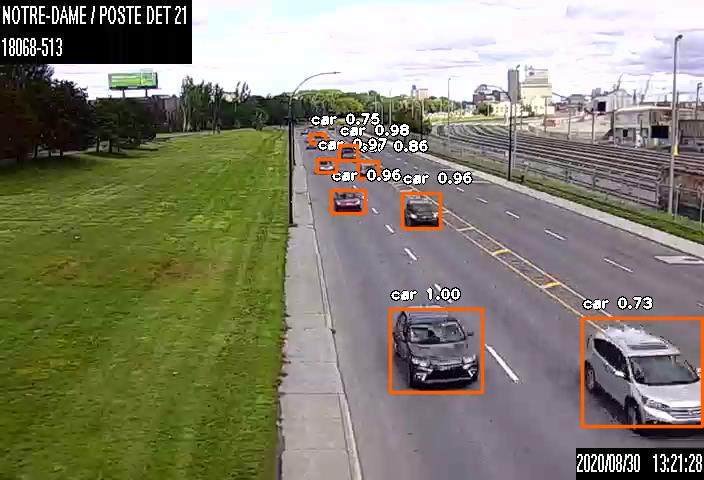 NOTRE-DAME / POSTE DET 21
18068-513
car 0.75
car 0.98
car 0.97
0.86
car 0.96
car 0.96
car 1.00
car 0.73
2020/08/30 13:21:28